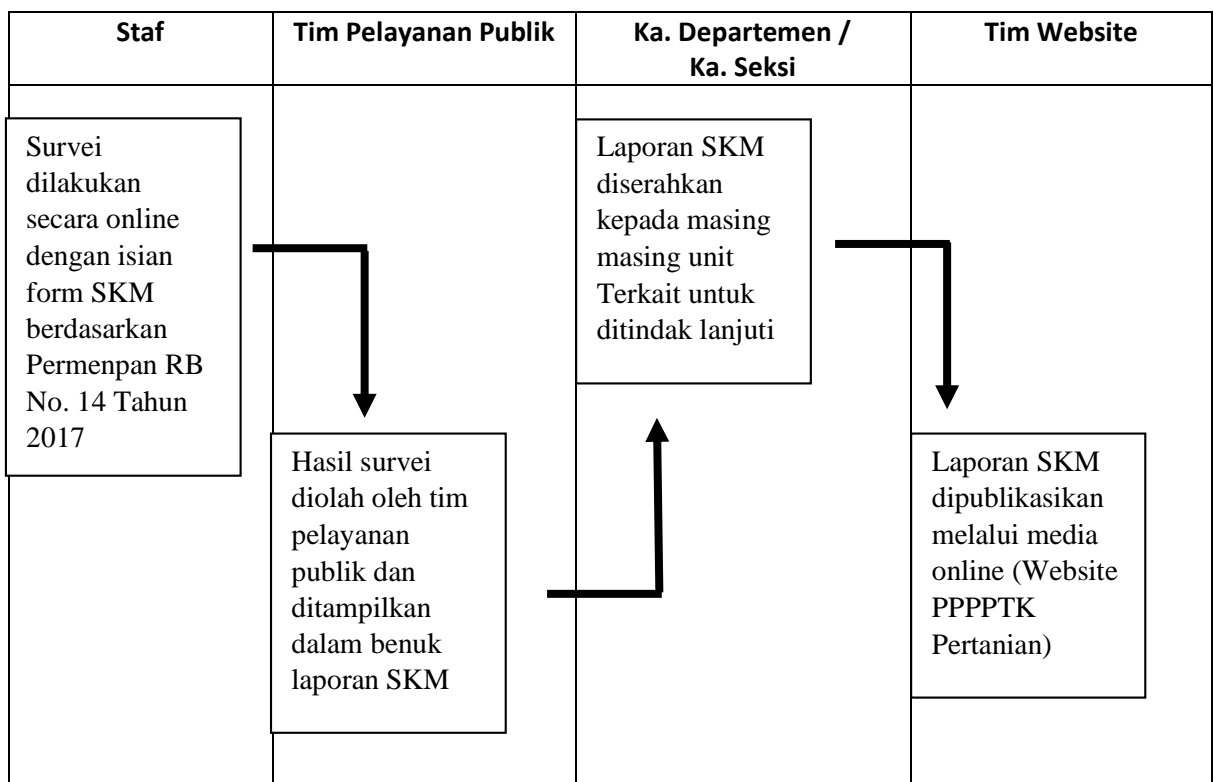 Staf
Tim Pelayanan Publik
Ka. Departemen /
Ka. Seksi
Tim Website
Survei
dilakukan
secara online
dengan isian
form SKM
berdasarkan
Permenpan RB
No. 14 Tahun
2017
Hasil survei
diolah oleh tim
pelayanan
publik dan
ditampilkan
dalam benuk
laporan SKM
Laporan SKM
diserahkan
kepada masing
masing unit
Terkait untuk
ditindak lanjuti
Laporan SKM
dipublikasikan
melalui media
online (Website
PPPPTK
Pertanian)